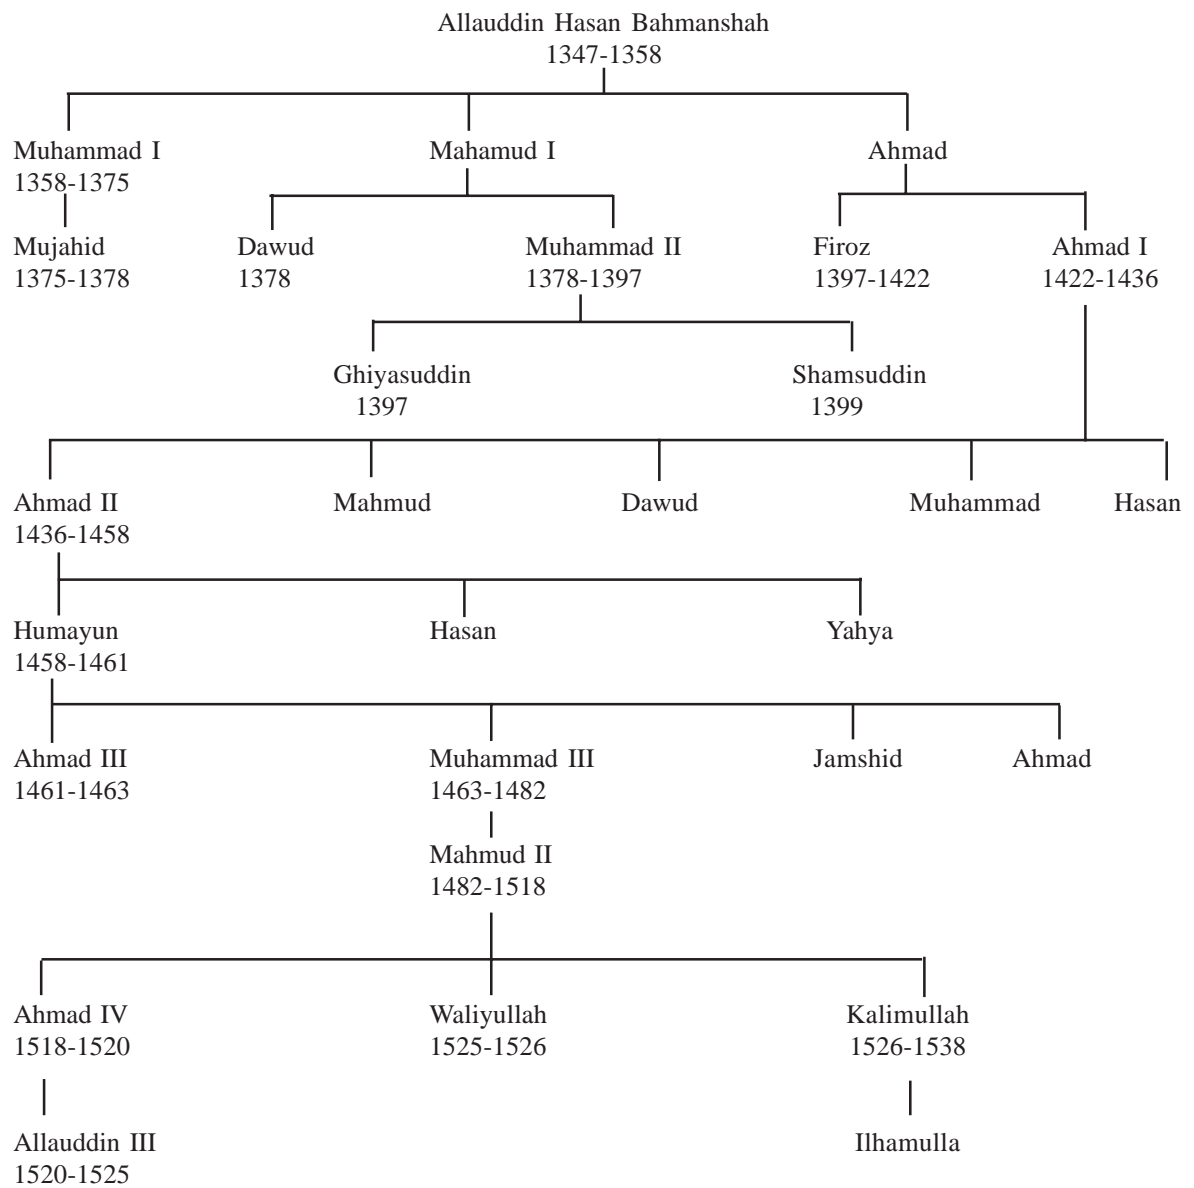 Allauddin Hasan Bahmanshah
1347-1358
Muhammad I
1358-1375
Mahamud I
Ahmad
Mujahid
1375-1378
Dawud
1378
Muhammad II
1378-1397
Firoz
1397-1422
Ahmad I
1422-1436
Ghiyasuddin
1397
Shamsuddin
1399
Ahmad II
1436-1458
Mahmud
Dawud
Muhammad
Hasan
Humayun
1458-1461
Hasan
Yahya
Ahmad III
1461-1463
Muhammad III
1463-1482
Jamshid
Ahmad
Mahmud II
1482-1518
Ahmad IV
1518-1520
Waliyullah
1525-1526
Kalimullah
1526-1538
Allauddin III
1520-1525
Ilhamulla